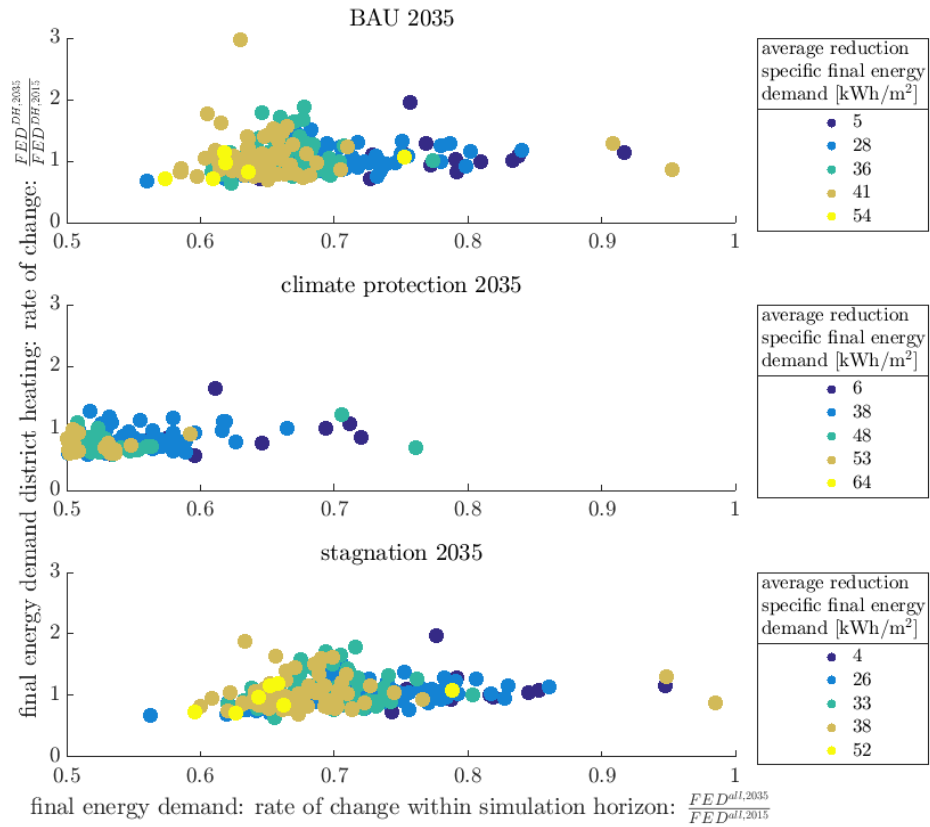 BAU 2035
3
2
1
0
0.5 0.6 0.7 0.8 0.9 1
average reduction
specific final energy
demand [kWh/m²]
5
28
36
41
54
climate protection 2035
3
2
1
0
0.5 0.6 0.7 0.8 0.9 1
average reduction
specific final energy
demand [kWh/m²]
6
38
48
53
64
stagnation 2035
3
2
1
0
0.5 0.6 0.7 0.8 0.9 1
average reduction
specific final energy
demand [kWh/m²]
4
26
33
38
52
final energy demand district heating: rate of change: FED^{DH,2035} / FED^{DH,2015}
final energy demand: rate of change within simulation horizon: FED^{all,2035} / FED^{all,2015}